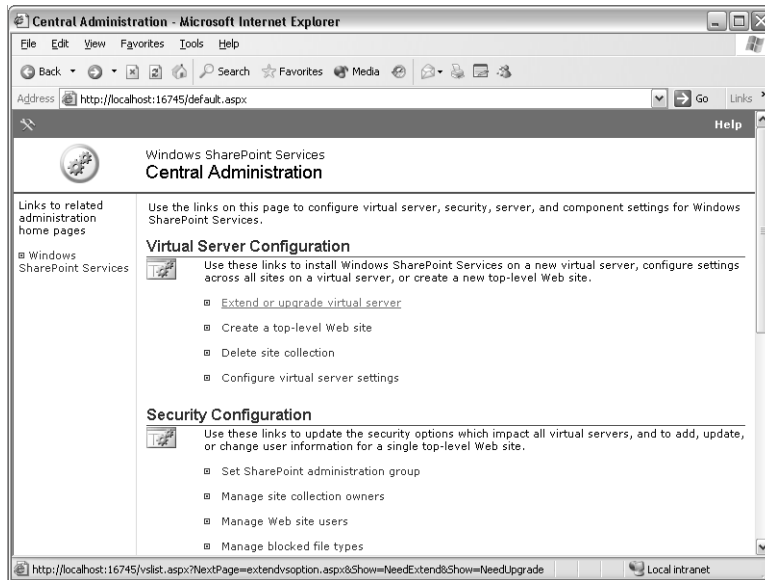 Central Administration - Microsoft Internet Explorer
File Edit View Favorites Tools Help
Back Search Favorites Media
Address http://localhost:16745/default.aspx Go Links
Help
Windows SharePoint Services
Central Administration
Links to related
administration
home pages
Windows
SharePoint Services
Use the links on this page to configure virtual server, security, server, and component settings for Windows
SharePoint Services.
Virtual Server Configuration
Use these links to install Windows SharePoint Services on a new virtual server, configure settings
across all sites on a virtual server, or create a new top-level Web site.
Extend or upgrade virtual server
Create a top-level Web site
Delete site collection
Configure virtual server settings
Security Configuration
Use these links to update the security options which impact all virtual servers, and to add, update,
or change user information for a single top-level Web site.
Set SharePoint administration group
Manage site collection owners
Manage Web site users
Manage blocked file types
http://localhost:16745/vslist.aspx?NextPage=extendvsoption.aspx&Show=NeedExtend&Show=NeedUpgrade Local intranet